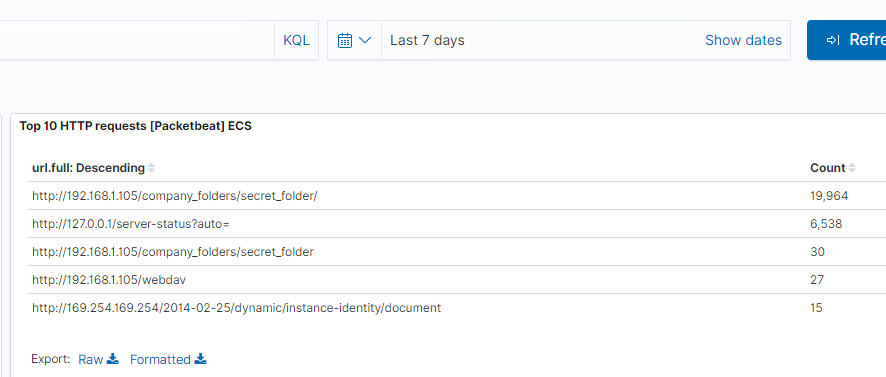 KQL Last 7 days Show dates Refre
Top 10 HTTP requests [Packetbeat] ECS
url.full: Descending Count
http://192.168.1.105/company_folders/secret_folder/ 19,964
http://127.0.0.1/server-status?auto= 6,538
http://192.168.1.105/company_folders/secret_folder 30
http://192.168.1.105/webdav 27
http://169.254.169.254/2014-02-25/dynamic/instance-identity/document 15
Export: Raw Formatted